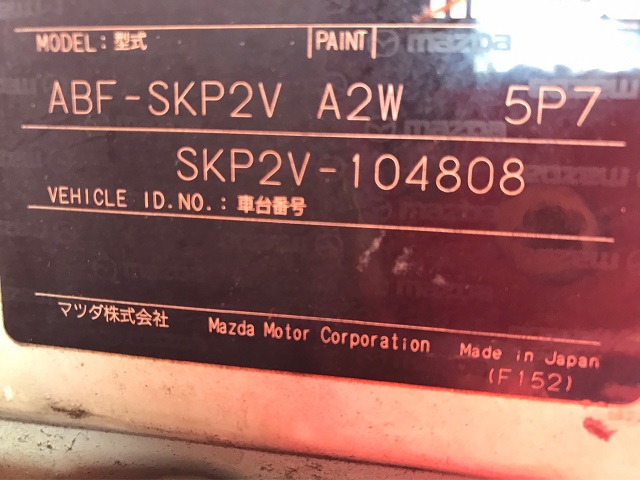 MODEL : 型式 PAINT
ABF-SKP2V A2W 5P7
SKP2V-104808
VEHICLE ID.NO. : 車台番号
マツダ株式会社 Mazda Motor Corporation Made in Japan
(F152)